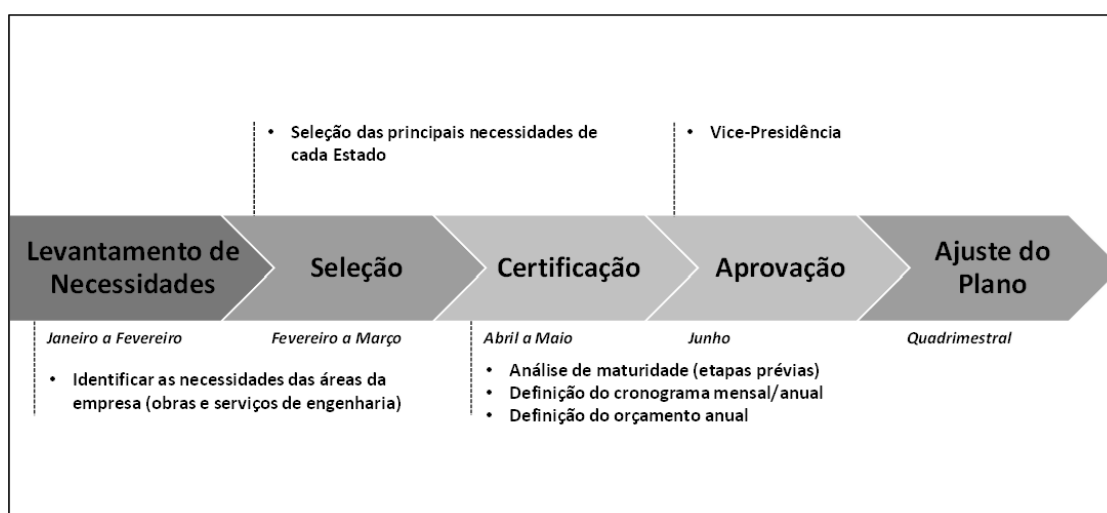 • Seleção das principais necessidades de
cada Estado
• Vice-Presidência
Levantamento de
Necessidades
Seleção
Certificação
Aprovação
Ajuste do
Plano
Janeiro a Fevereiro
Fevereiro a Março
Abril a Maio
Junho
Quadrimestral
• Identificar as necessidades das áreas da
empresa (obras e serviços de engenharia)
• Análise de maturidade (etapas prévias)
• Definição do cronograma mensal/anual
• Definição do orçamento anual